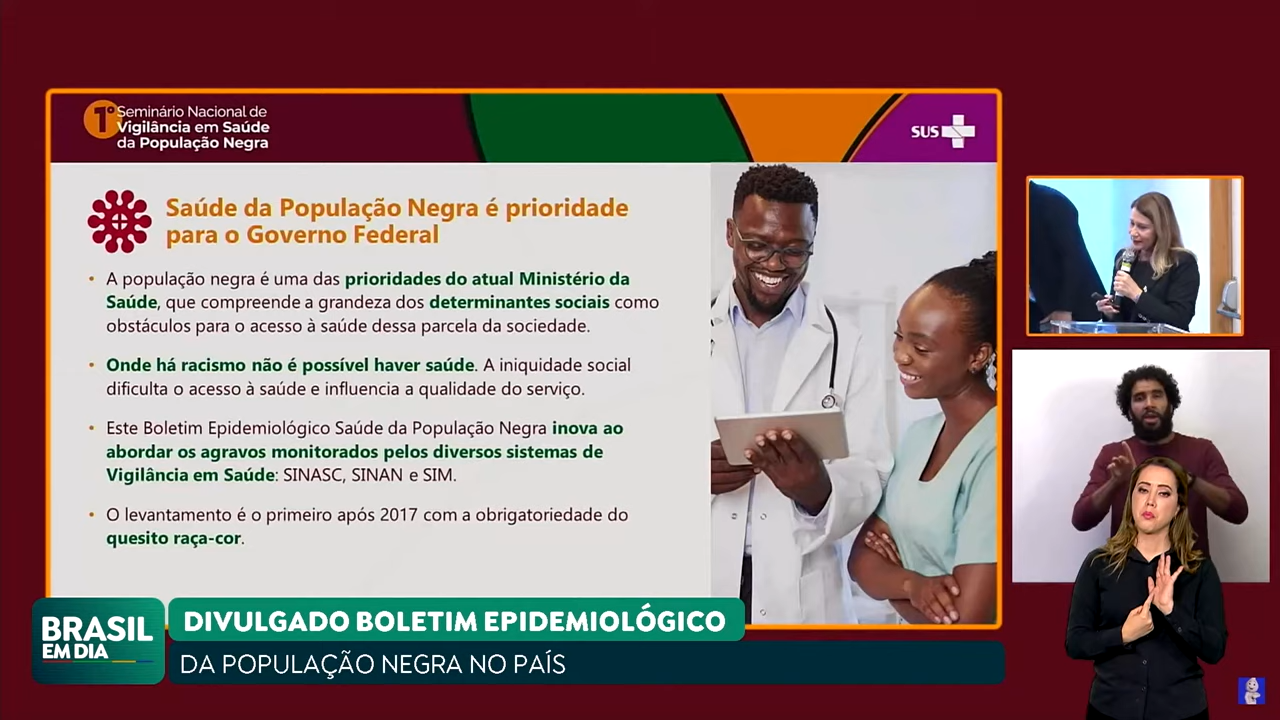 1º
Seminário Nacional de
Vigilância em Saúde
da População Negra
SUS
Saúde da População Negra é prioridade
para o Governo Federal
• A população negra é uma das prioridades do atual Ministério da
Saúde, que compreende a grandeza dos determinantes sociais como
obstáculos para o acesso à saúde dessa parcela da sociedade.
• Onde há racismo não é possível haver saúde. A iniquidade social
dificulta o acesso à saúde e influencia a qualidade do serviço.
• Este Boletim Epidemiológico Saúde da População Negra inova ao
abordar os agravos monitorados pelos diversos sistemas de
Vigilância em Saúde: SINASC, SINAN e SIM.
• O levantamento é o primeiro após 2017 com a obrigatoriedade do
quesito raça-cor.
BRASIL
EM DIA
DIVULGADO BOLETIM EPIDEMIOLÓGICO
DA POPULAÇÃO NEGRA NO PAÍS